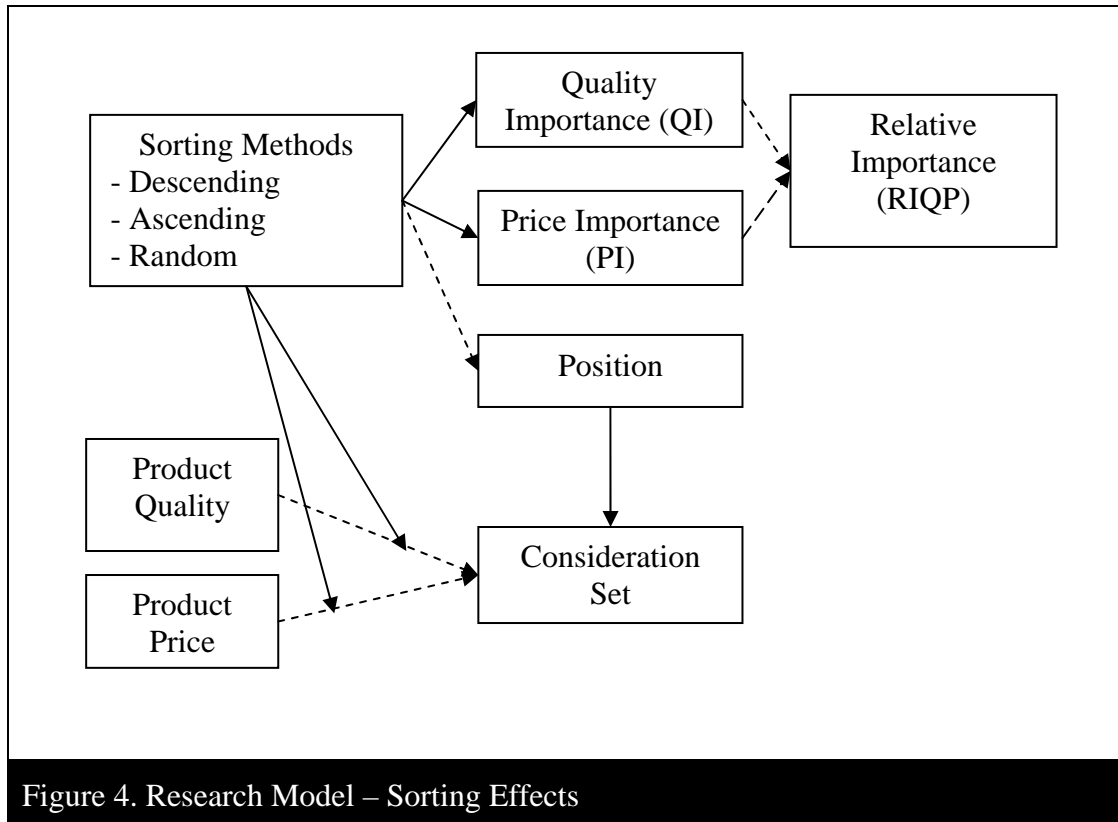 Sorting Methods
- Descending
- Ascending
- Random
Quality
Importance (QI)
Price Importance
(PI)
Relative
Importance
(RIQP)
Position
Product
Quality
Product
Price
Consideration
Set
Figure 4. Research Model – Sorting Effects